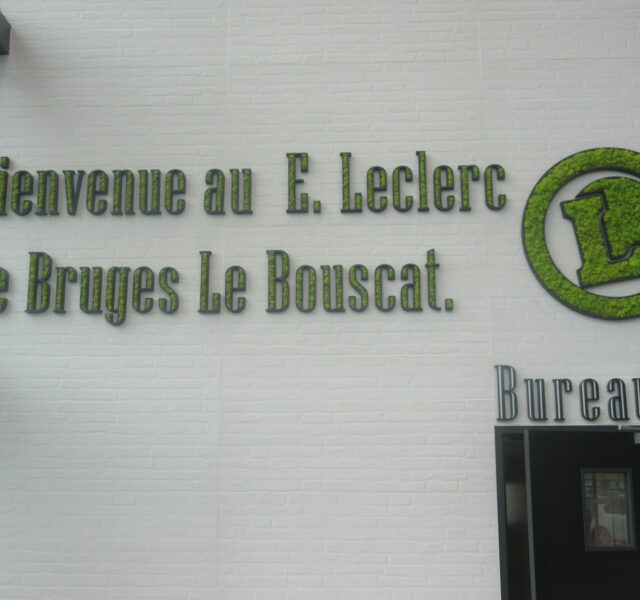 ienvenue au E. Leclerc
e Bruges Le Bouscat.
L
Bureau